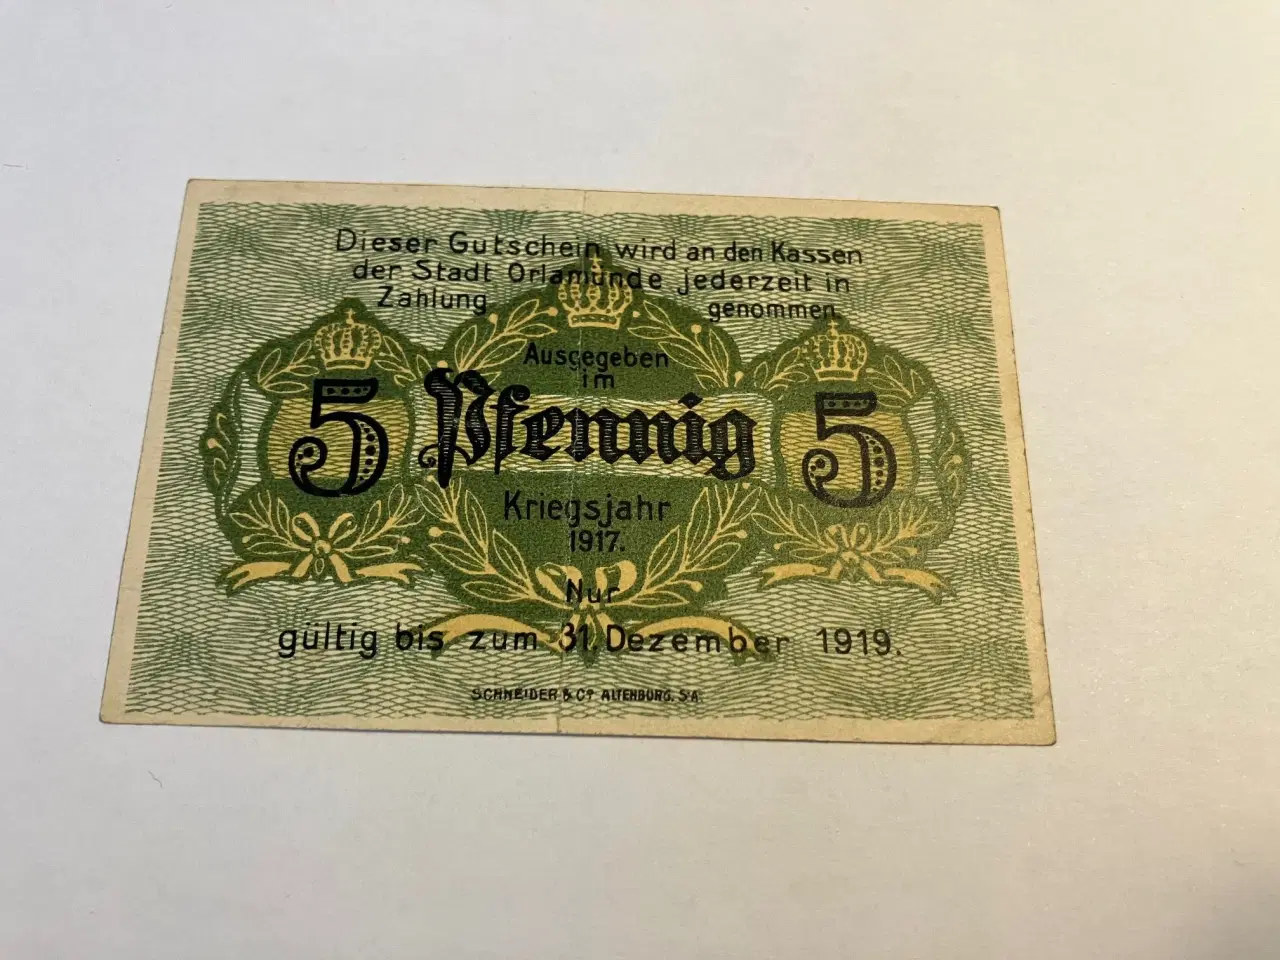 Dieser Gutschein wird an den Kassen
der Stadt Orlamünde jederzeit in
Zahlung genommen.
Ausgegeben
im
5 Pfennig 5
Kriegsjahr
1917.
Nur
gültig bis zum 31. Dezember 1919.
SCHNEIDER & Cº ALTENBURG, S.A.